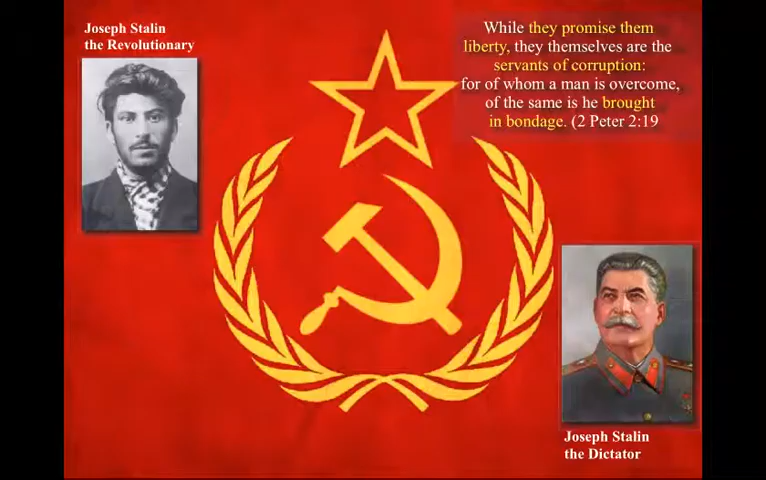 Joseph Stalin
the Revolutionary
While they promise them
liberty, they themselves are the
servants of corruption:
for of whom a man is overcome,
of the same is he brought
in bondage. (2 Peter 2:19
Joseph Stalin
the Dictator